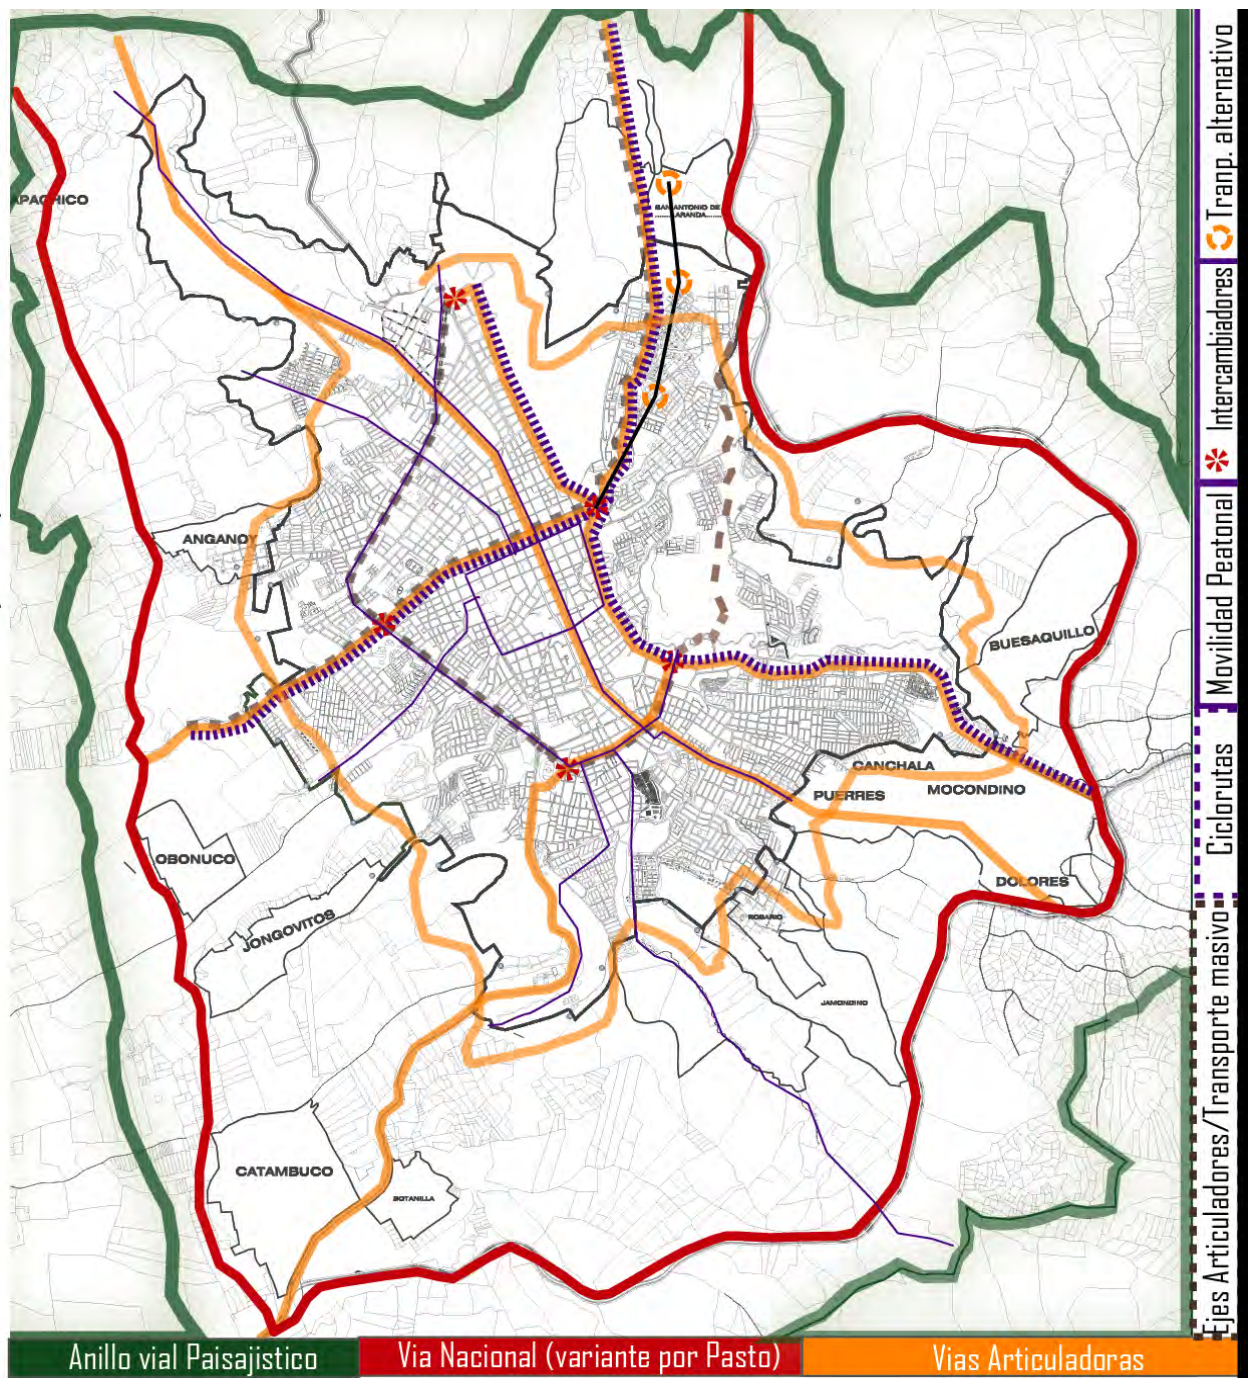 APACHICO
SAN ANTONIO DE
ARANDA
ANGANOY
BUESAQUILLO
CANCHALA
PUERRES
MOCONDINO
OBONUCO
DOLORES
JONGOVITOS
ROSARIO
JAMONDINO
CATAMBUCO
BOTANILLA
Tranp. alternativo
Intercambiadores
Movilidad Peatonal
Ciclorutas
Ejes Articuladores/Transporte masivo
Anillo vial Paisajístico
Via Nacional (variante por Pasto)
Vias Articuladoras